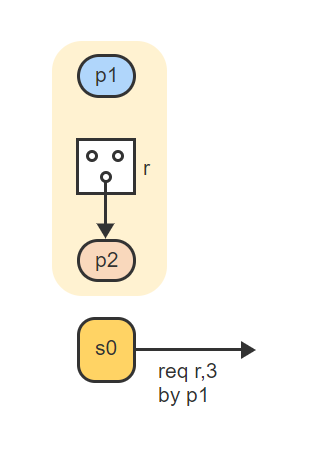 p1
r
p2
s0
req r,3
by p1